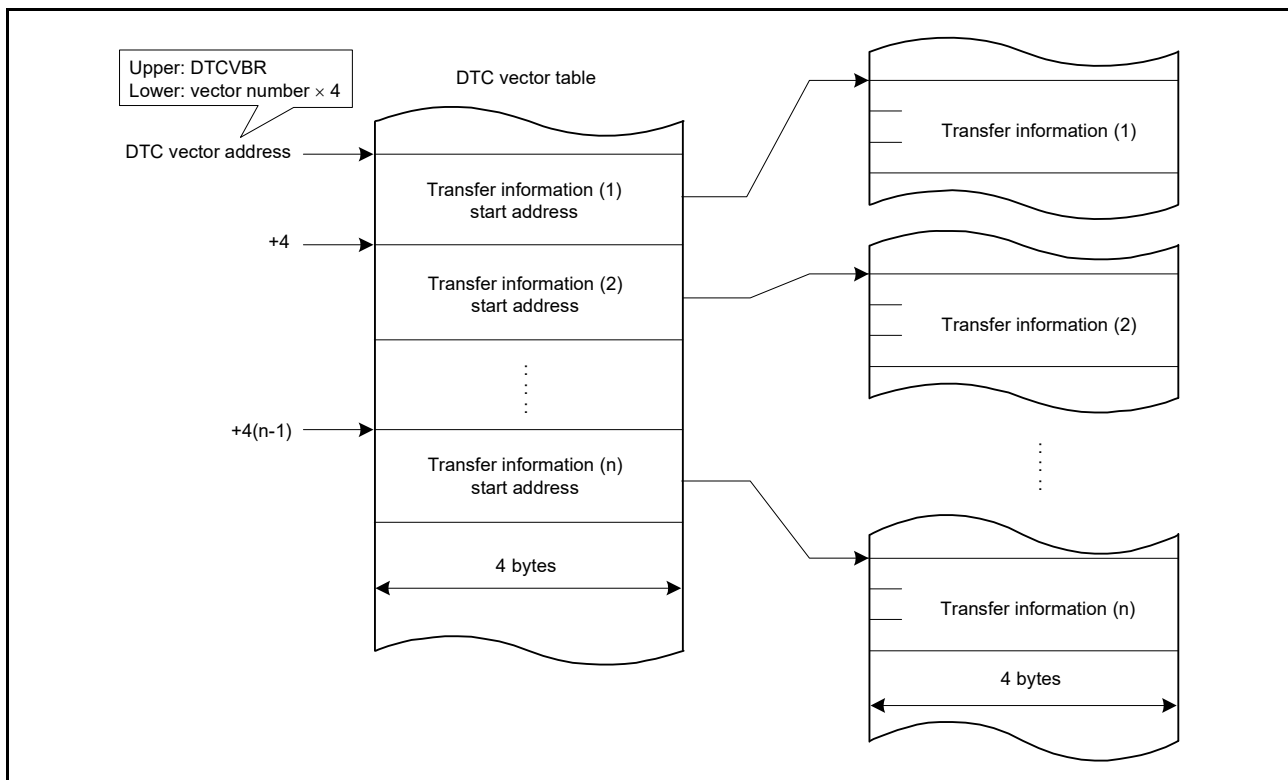 Upper: DTCVBR
Lower: vector number × 4
DTC vector table
DTC vector address
Transfer information (1)
start address
+4
Transfer information (2)
start address
+4(n-1)
Transfer information (n)
start address
4 bytes
Transfer information (1)
Transfer information (2)
Transfer information (n)
4 bytes